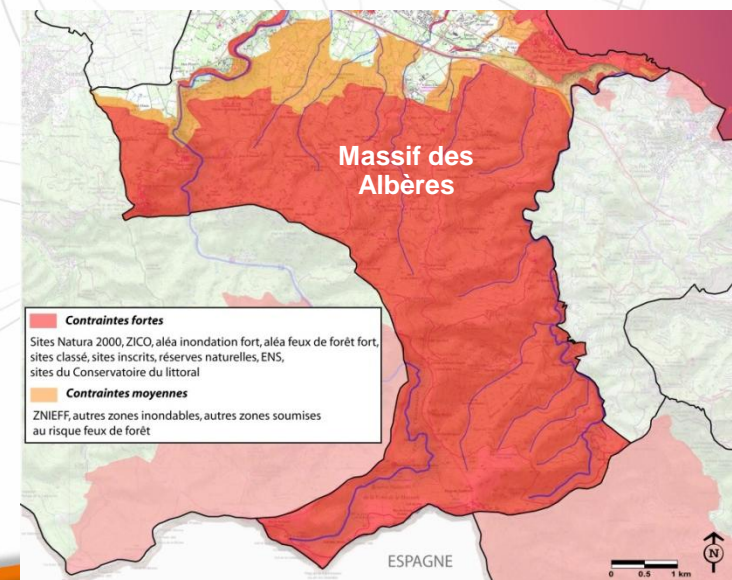 Massif des
Albères
Contraintes fortes
Sites Natura 2000, ZICO, aléa inondation fort, aléa feux de forêt fort,
sites classé, sites inscrits, réserves naturelles, ENS,
sites du Conservatoire du littoral
Contraintes moyennes
ZNIEFF, autres zones inondables, autres zones soumises
au risque feux de forêt
ESPAGNE
N
0 0.5 1 km